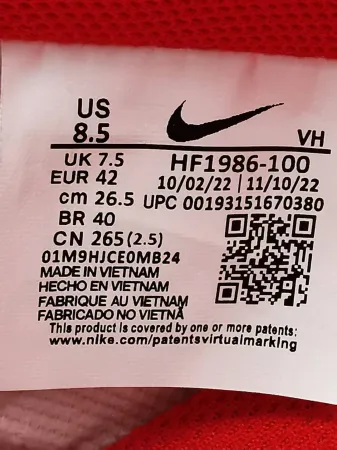 US
8.5
VH
UK 7.5 HF1986-100
EUR 42 10/02/22 | 11/10/22
cm 26.5 UPC 00193151670380
BR 40
CN 265 (2.5)
01M9HJCE0MB24
MADE IN VIETNAM
HECHO EN VIETNAM
FABRIQUE AU VIETNAM
FABRICADO NO VIETNÃ
This product is covered by one or more patents:
www.nike.com/patentsvirtualmarking